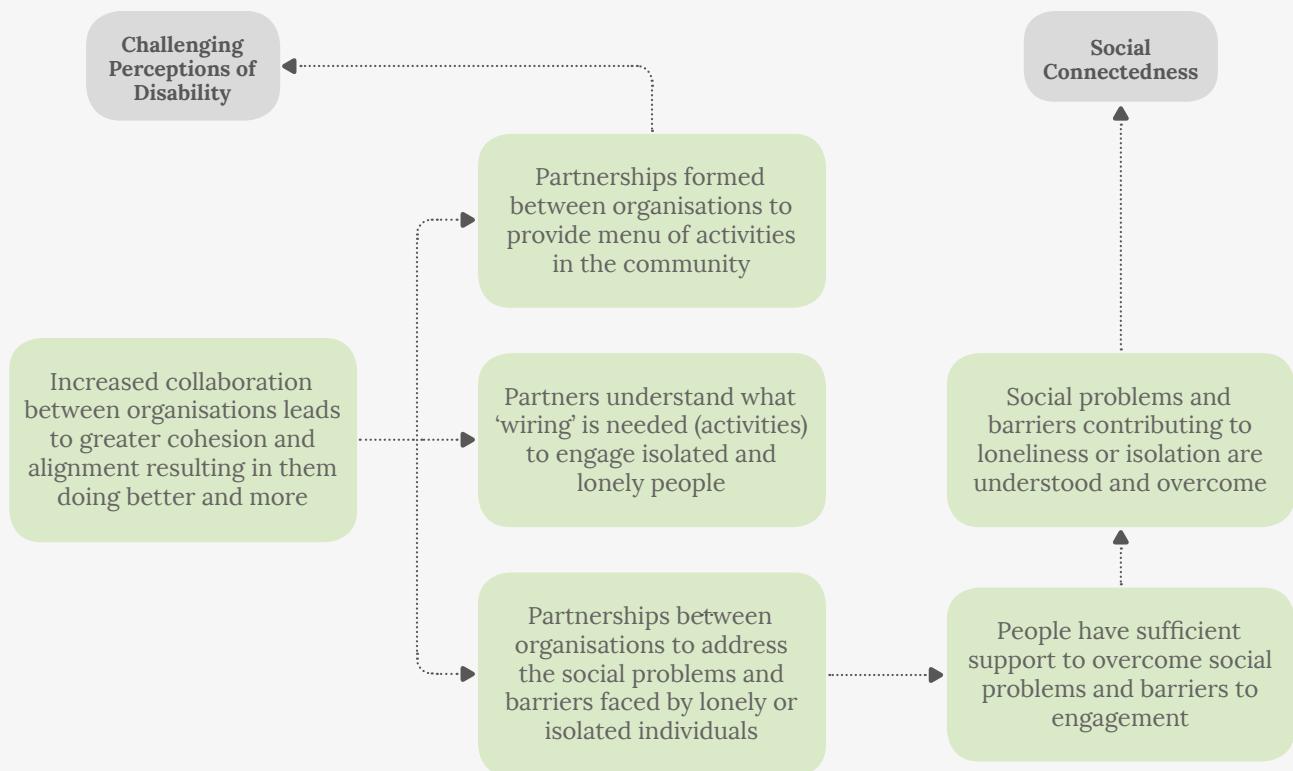 Challenging
Perceptions of
Disability
Social
Connectedness
Partnerships formed
between organisations to
provide menu of activities
in the community
Increased collaboration
between organisations leads
to greater cohesion and
alignment resulting in them
doing better and more
Partners understand what
‘wiring’ is needed (activities)
to engage isolated and
lonely people
Social problems and
barriers contributing to
loneliness or isolation are
understood and overcome
Partnerships between
organisations to address
the social problems and
barriers faced by lonely or
isolated individuals
People have sufficient
support to overcome social
problems and barriers to
engagement